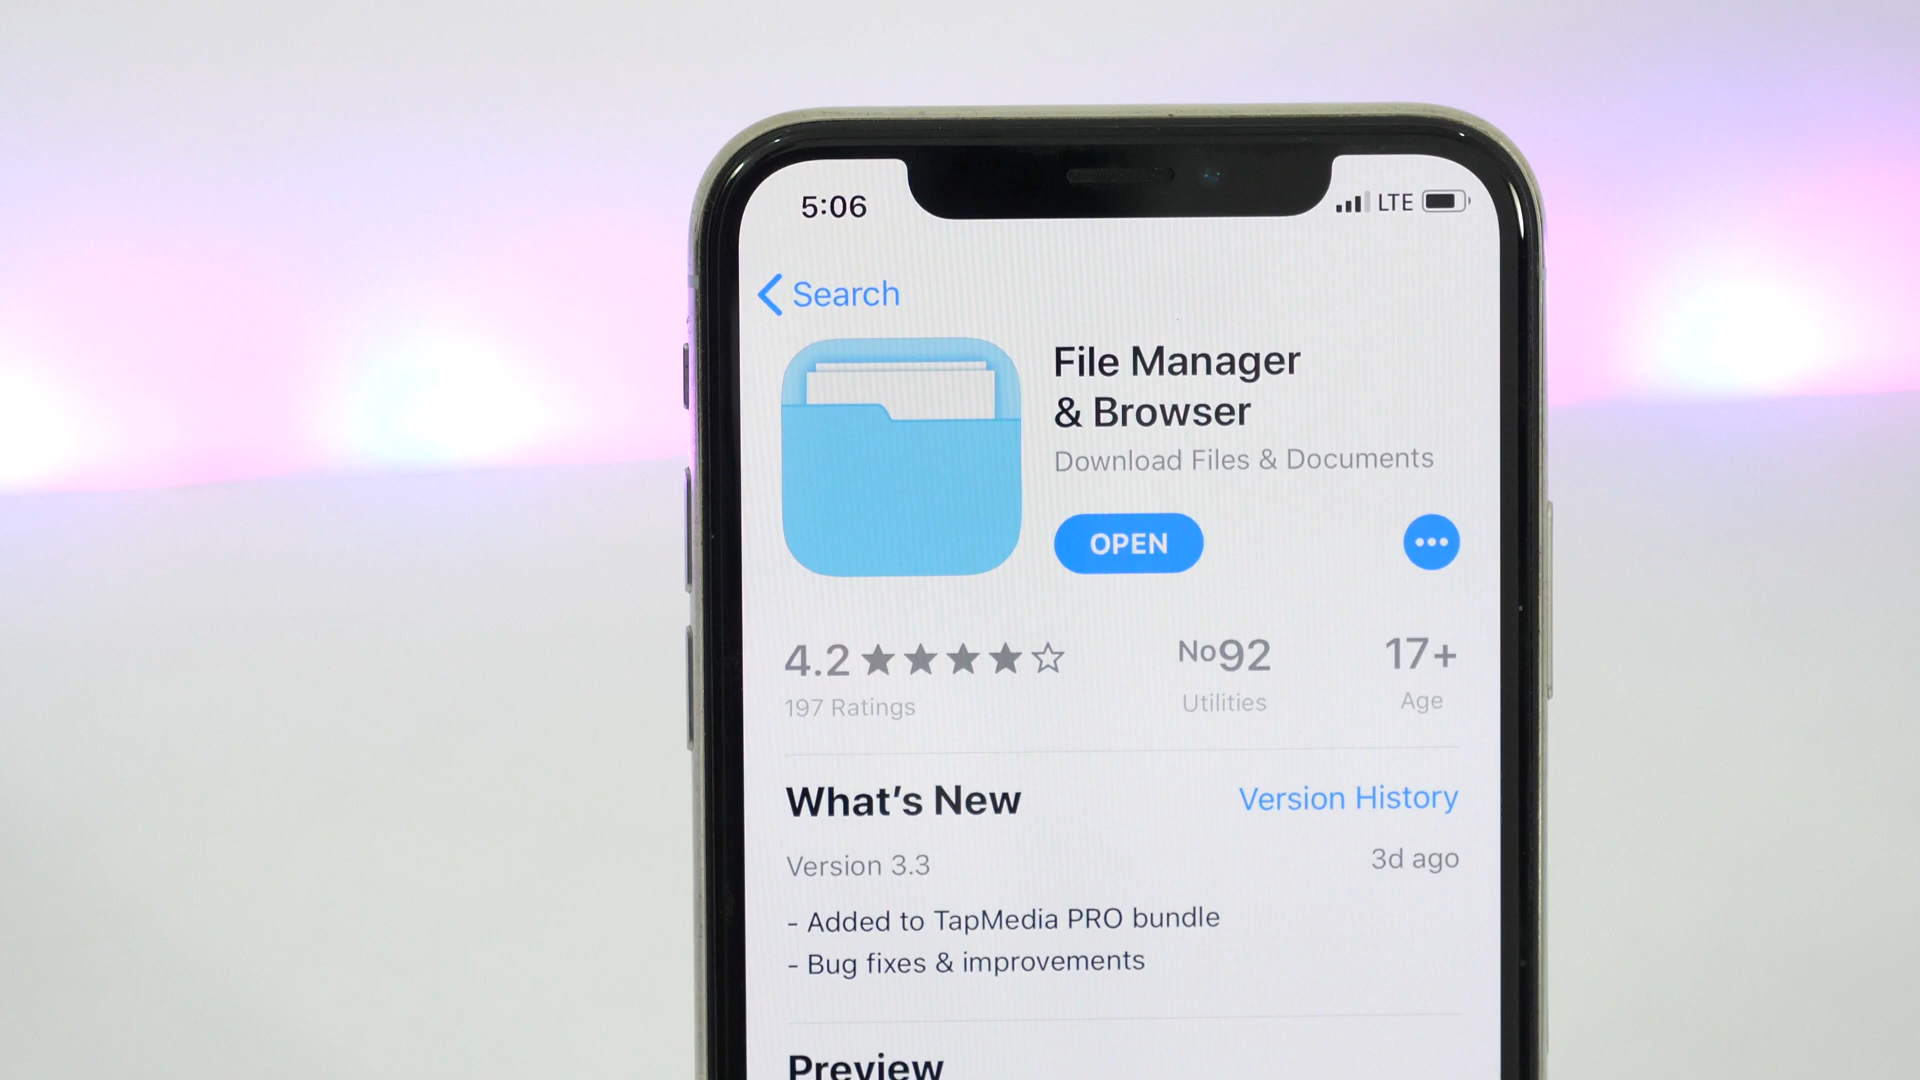 5:06
LTE
Search
File Manager
& Browser
Download Files & Documents
OPEN
4.2
No92
17+
197 Ratings
Utilities
Age
What’s New
Version History
Version 3.3
3d ago
- Added to TapMedia PRO bundle
- Bug fixes & improvements
Preview